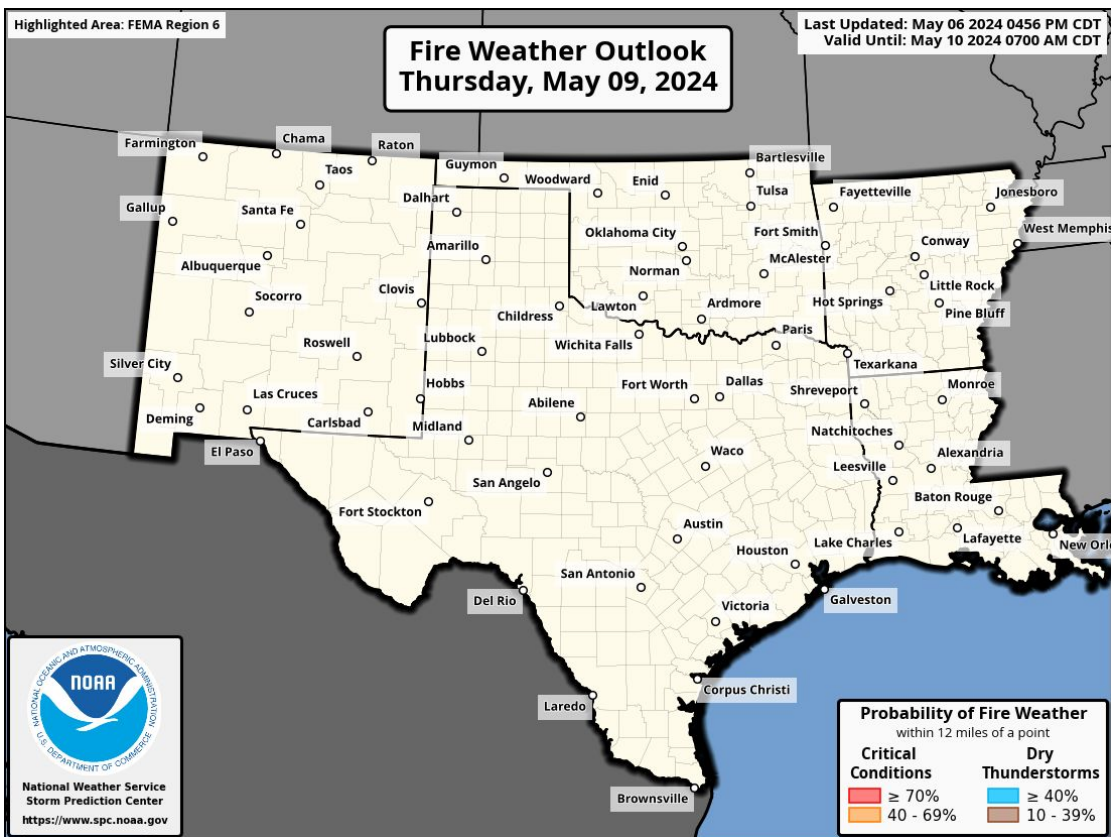 Highlighted Area: FEMA Region 6
Last Updated: May 06 2024 0456 PM CDT
Valid Until: May 10 2024 0700 AM CDT
Fire Weather Outlook
Thursday, May 09, 2024
Farmington
Chama
Raton
Taos
Guymon
Woodward
Enid
Bartlesville
Tulsa
Fayetteville
Jonesboro
Gallup
Santa Fe
Dalhart
Oklahoma City
Fort Smith
West Memphis
Conway
Albuquerque
Amarillo
Norman
McAlester
Little Rock
Socorro
Clovis
Childress
Lawton
Ardmore
Hot Springs
Pine Bluff
Roswell
Lubbock
Wichita Falls
Paris
Texarkana
Silver City
Las Cruces
Hobbs
Abilene
Fort Worth
Dallas
Shreveport
Monroe
Deming
Carlsbad
Midland
Natchitoches
El Paso
Waco
Leesville
Alexandria
San Angelo
Fort Stockton
Baton Rouge
Austin
Houston
Lake Charles
Lafayette
New Orl
San Antonio
Del Rio
Victoria
Galveston
Laredo
Corpus Christi
Brownsville
NATIONAL OCEANIC AND ATMOSPHERIC ADMINISTRATION
NOAA
U.S. DEPARTMENT OF COMMERCE
National Weather Service
Storm Prediction Center
https://www.spc.noaa.gov
Probability of Fire Weather
within 12 miles of a point
Critical Conditions
≥ 70%
40 - 69%
Dry Thunderstorms
≥ 40%
10 - 39%